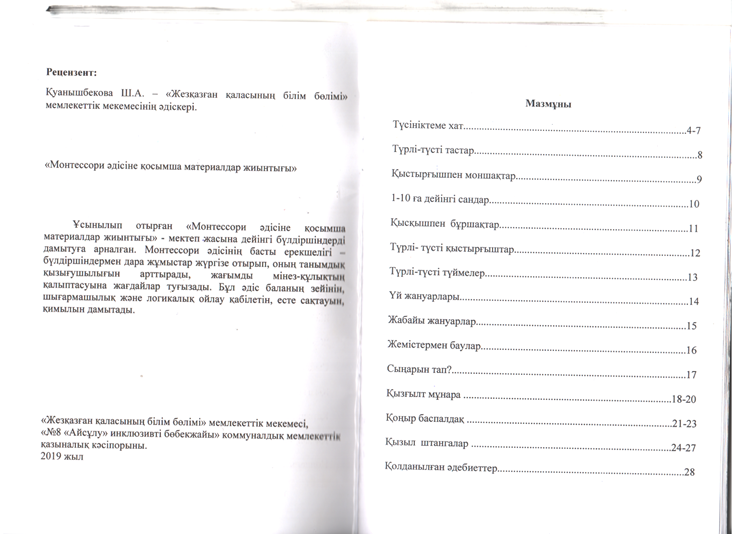 Рецензент:
Қуанышбекова Ш.А. – «Жезқазған қаласының білім бөлімі»
мемлекеттік мекемесінің әдіскері.
«Монтессори әдісіне қосымша материалдар жиынтығы»
Ұсынылып отырған «Монтессори әдісіне қосымша
материалдар жиынтығы» - мектеп жасына дейінгі бүлдіршіндерді
дамытуға арналған. Монтессори әдісінің басты ерекшелігі –
бүлдіршіндермен дара жұмыстар жүргізе отырып, оның танымдық
қызығушылығын арттырады, жағымды мінез-құлықтың
қалыптасуына жағдайлар туғызады. Бұл әдіс баланың зейінін,
шығармашылық және логикалық ойлау қабілетін, есте сақтауын,
қимылын дамытады.
«Жезқазған қаласының білім бөлімі» мемлекеттік мекемесі,
«№8 «Айсұлу» инклюзивті бөбекжайы» коммуналдық мемлекеттік
қазыналық кәсіпорыны.
2019 жыл
Мазмұны
Түсініктеме хат...............................................................................4-7
Түрлі-түсті тастар...............................................................................8
Қыстырғышпен моншақтар................................................................9
1-10 ға дейінгі сандар.......................................................................10
Қысқышпен бұршақтар....................................................................11
Түрлі- түсті қыстырғыштар..............................................................12
Түрлі-түсті түймелер........................................................................13
Үй жануарлары.................................................................................14
Жабайы жануарлар...........................................................................15
Жемістермен баулар.........................................................................16
Сыңарын тап?...................................................................................17
Қызғылт мұнара ..........................................................................18-20
Қоңыр баспалдақ .........................................................................21-23
Қызыл штангалар ........................................................................24-27
Қолданылған әдебиеттер..................................................................28